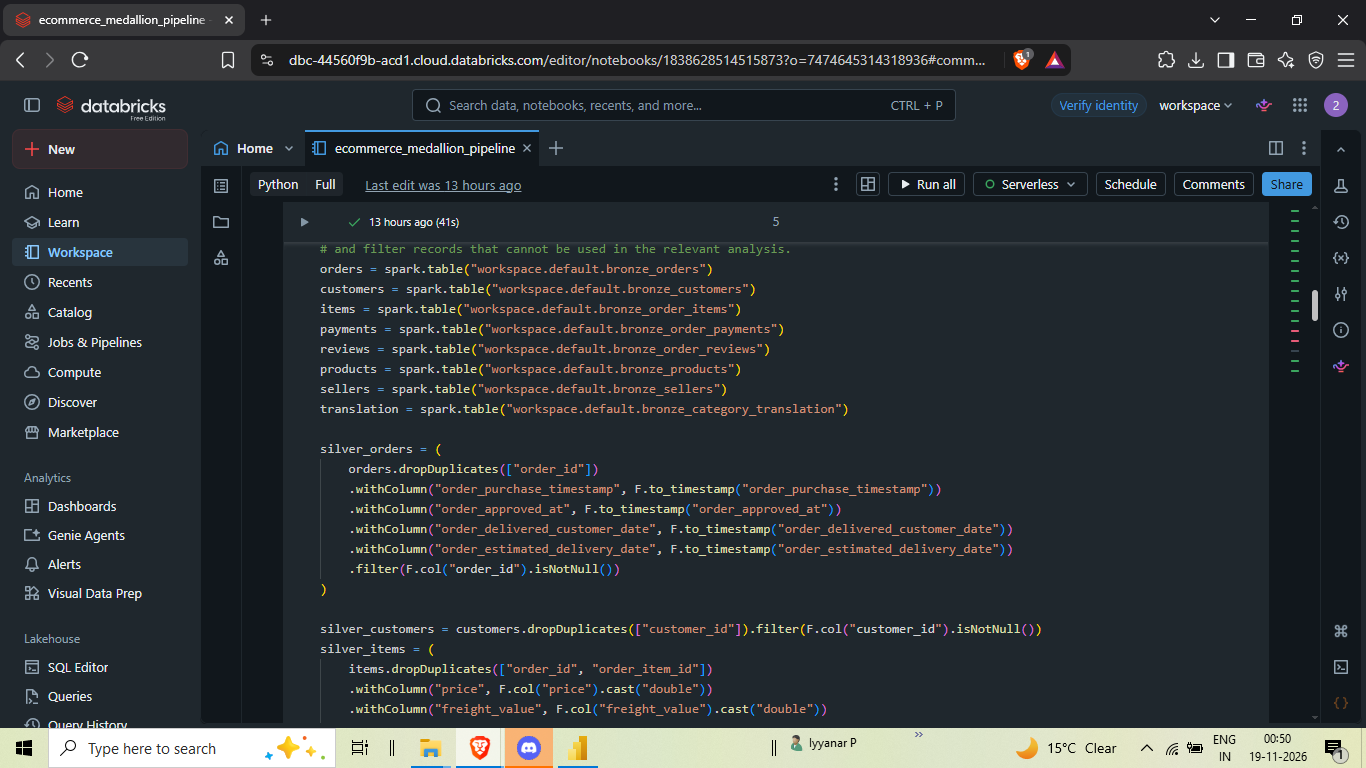 ecommerce_medallion_pipeline
dbc-44560f9b-acd1.cloud.databricks.com/editor/notebooks/1838628514515873?o=7474645314318936#comm...
1
databricks
Free Edition
Search data, notebooks, recents, and more...
CTRL + P
Verify identity
workspace
2
New
Home
Learn
Workspace
Recents
Catalog
Jobs & Pipelines
Compute
Discover
Marketplace
Analytics
Dashboards
Genie Agents
Alerts
Visual Data Prep
Lakehouse
SQL Editor
Queries
Query History
Home
ecommerce_medallion_pipeline
Python
Full
Last edit was 13 hours ago
Run all
Serverless
Schedule
Comments
Share
13 hours ago (41s)
5
# and filter records that cannot be used in the relevant analysis.
orders = spark.table("workspace.default.bronze_orders")
customers = spark.table("workspace.default.bronze_customers")
items = spark.table("workspace.default.bronze_order_items")
payments = spark.table("workspace.default.bronze_order_payments")
reviews = spark.table("workspace.default.bronze_order_reviews")
products = spark.table("workspace.default.bronze_products")
sellers = spark.table("workspace.default.bronze_sellers")
translation = spark.table("workspace.default.bronze_category_translation")
silver_orders = (
orders.dropDuplicates(["order_id"])
.withColumn("order_purchase_timestamp", F.to_timestamp("order_purchase_timestamp"))
.withColumn("order_approved_at", F.to_timestamp("order_approved_at"))
.withColumn("order_delivered_customer_date", F.to_timestamp("order_delivered_customer_date"))
.withColumn("order_estimated_delivery_date", F.to_timestamp("order_estimated_delivery_date"))
.filter(F.col("order_id").isNotNull())
)
silver_customers = customers.dropDuplicates(["customer_id"]).filter(F.col("customer_id").isNotNull())
silver_items = (
items.dropDuplicates(["order_id", "order_item_id"])
.withColumn("price", F.col("price").cast("double"))
.withColumn("freight_value", F.col("freight_value").cast("double"))
Type here to search
Iyyanar P
15°C Clear
ENG
IN
00:50
19-11-2026
1